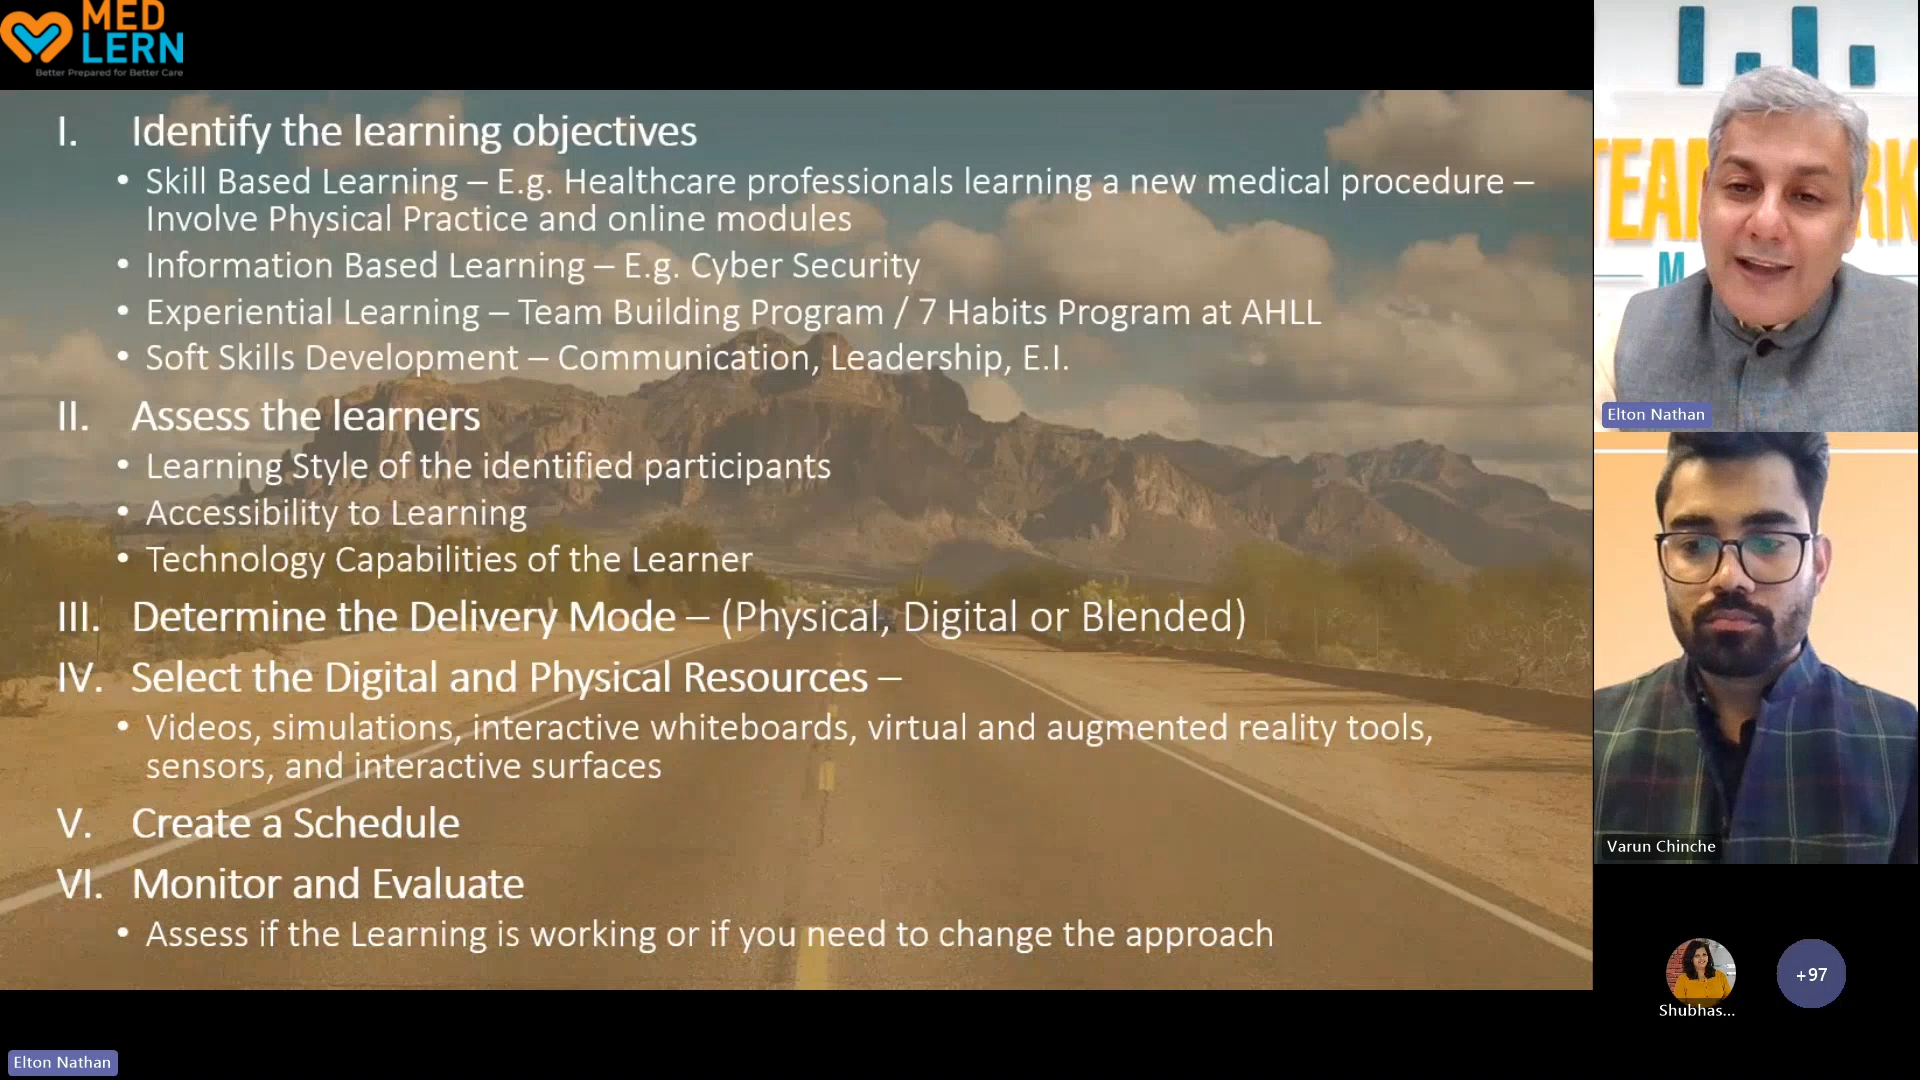 MED
LERN
Better Prepared for Better Care
I. Identify the learning objectives
• Skill Based Learning – E.g. Healthcare professionals learning a new medical procedure –
Involve Physical Practice and online modules
• Information Based Learning – E.g. Cyber Security
• Experiential Learning – Team Building Program / 7 Habits Program at AHLL
• Soft Skills Development – Communication, Leadership, E.I.
II. Assess the learners
• Learning Style of the identified participants
• Accessibility to Learning
• Technology Capabilities of the Learner
III. Determine the Delivery Mode – (Physical, Digital or Blended)
IV. Select the Digital and Physical Resources –
• Videos, simulations, interactive whiteboards, virtual and augmented reality tools,
sensors, and interactive surfaces
V. Create a Schedule
VI. Monitor and Evaluate
• Assess if the Learning is working or if you need to change the approach
Elton Nathan
Varun Chinche
Shubhas...
+97
Elton Nathan